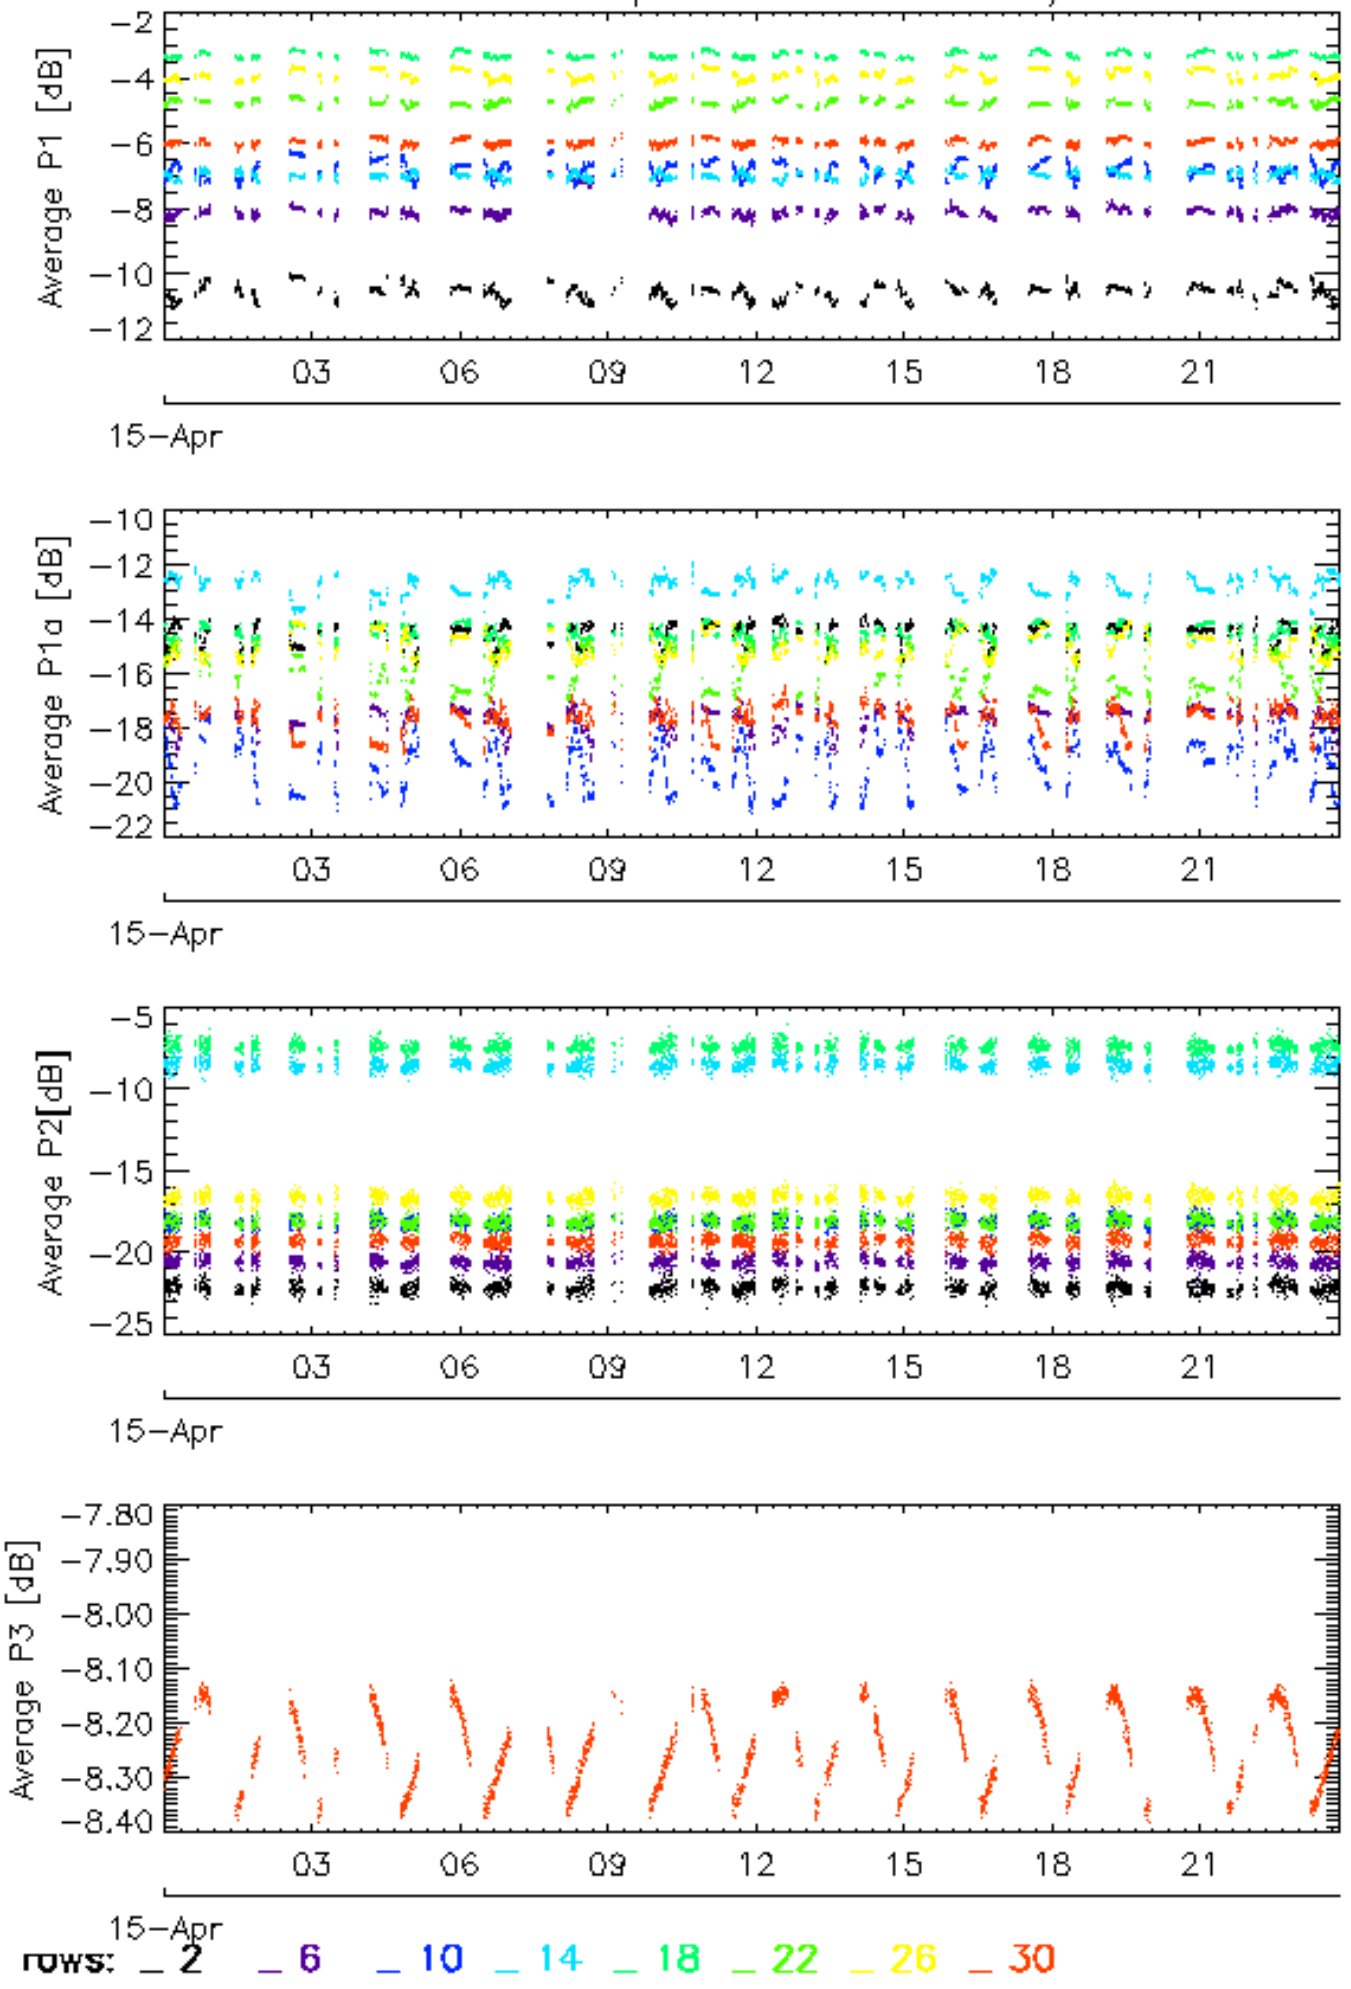 −2
−4
−6
−8
−10
−12
Average P1 [dB]
03 06 09 12 15 18 21
15−Apr
−10
−12
−14
−16
−18
−20
−22
Average P1a [dB]
03 06 09 12 15 18 21
15−Apr
−5
−10
−15
−20
−25
Average P2[dB]
03 06 09 12 15 18 21
15−Apr
−7.80
−7.90
−8.00
−8.10
−8.20
−8.30
−8.40
Average P3 [dB]
03 06 09 12 15 18 21
15−Apr
rows: _ 2 _ 6 _ 10 _ 14 _ 18 _ 22 _ 26 _ 30